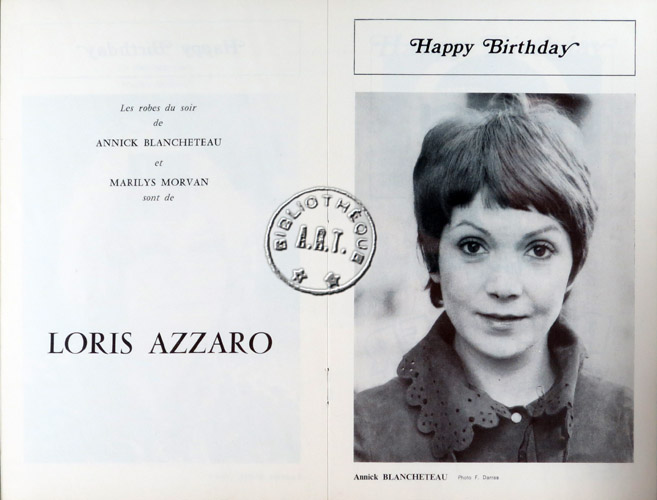 Les robes du soir
de
ANNICK BLANCHETEAU
et
MARILYS MORVAN
sont de
LORIS AZZARO
BIBLIOTHÈQUE
A.R.T.
Happy Birthday
Annick BLANCHETEAU Photo F. Darras